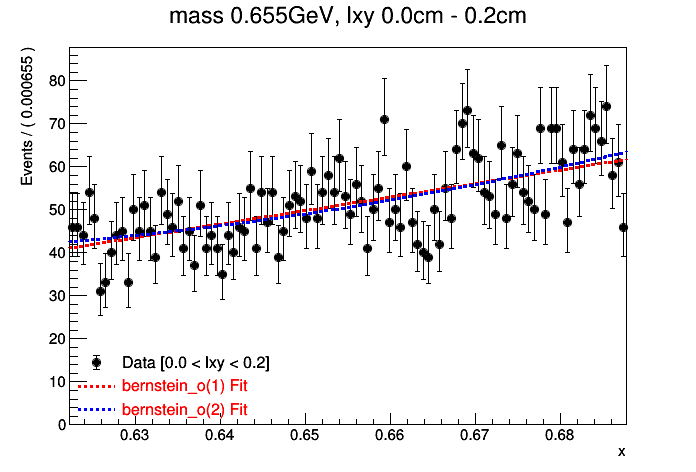 mass 0.655GeV, lxy 0.0cm - 0.2cm
Events / ( 0.000655 )
80
70
60
50
40
30
20
10
0
Data [0.0 < lxy < 0.2]
bernstein_o(1) Fit
bernstein_o(2) Fit
0.63 0.64 0.65 0.66 0.67 0.68
x